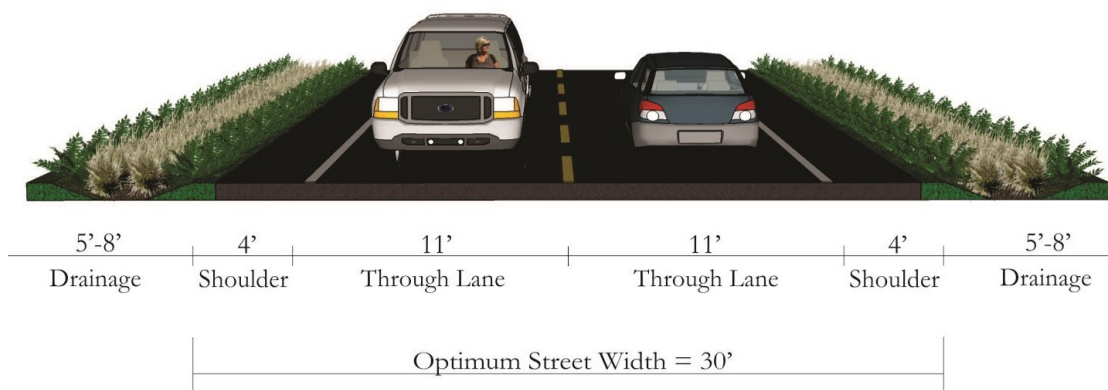 5’-8’ 4’ 11’ 11’ 4’ 5’-8’
Drainage Shoulder Through Lane Through Lane Shoulder Drainage
Optimum Street Width = 30’